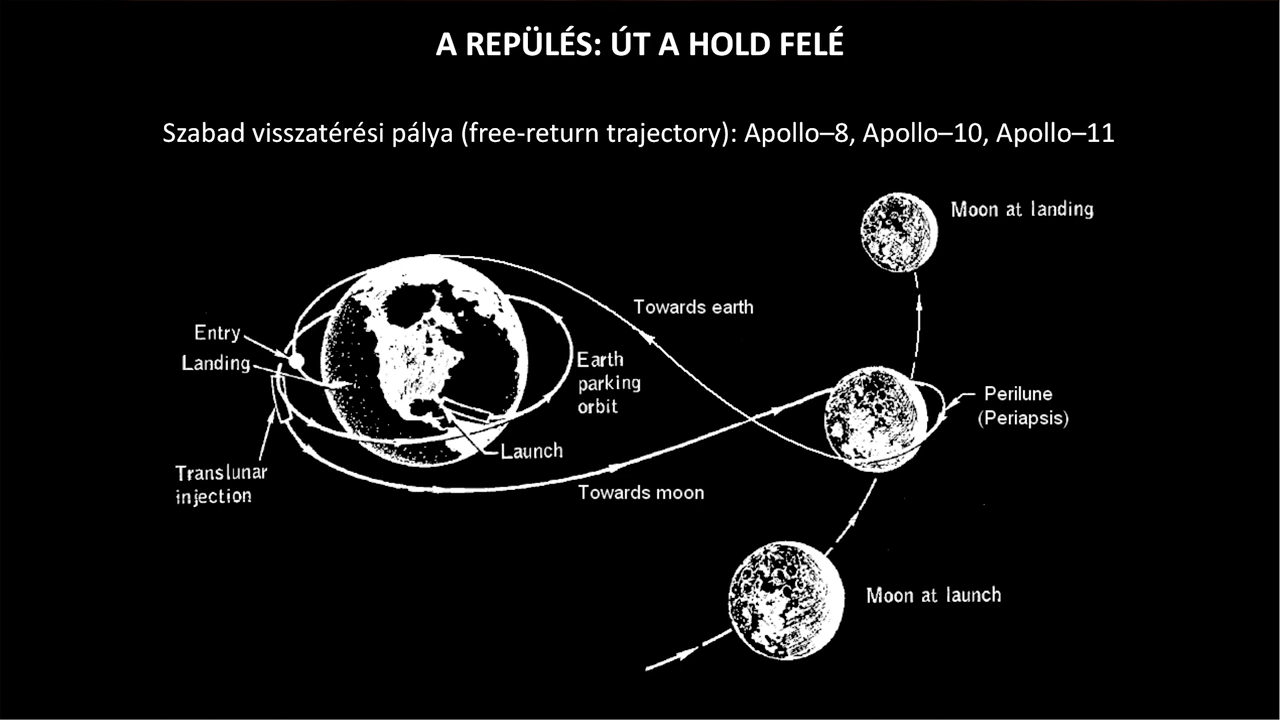 A REPÜLÉS: ÚT A HOLD FELÉ
Szabad visszatérési pálya (free-return trajectory): Apollo–8, Apollo–10, Apollo–11
Moon at landing
Towards earth
Entry
Landing
Earth
parking
orbit
Perilune
(Periapsis)
Launch
Translunar
injection
Towards moon
Moon at launch